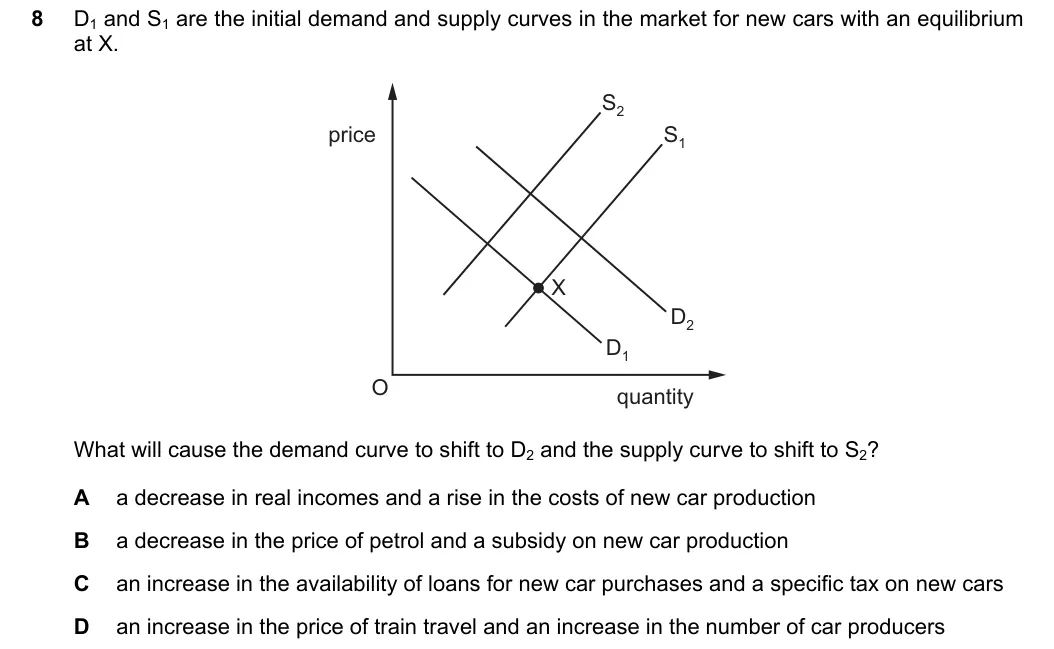 8 D₁ and S₁ are the initial demand and supply curves in the market for new cars with an equilibrium
at X.
S₂
price
S₁
X
D₂
D₁
O
quantity
What will cause the demand curve to shift to D₂ and the supply curve to shift to S₂?
A a decrease in real incomes and a rise in the costs of new car production
B a decrease in the price of petrol and a subsidy on new car production
C an increase in the availability of loans for new car purchases and a specific tax on new cars
D an increase in the price of train travel and an increase in the number of car producers